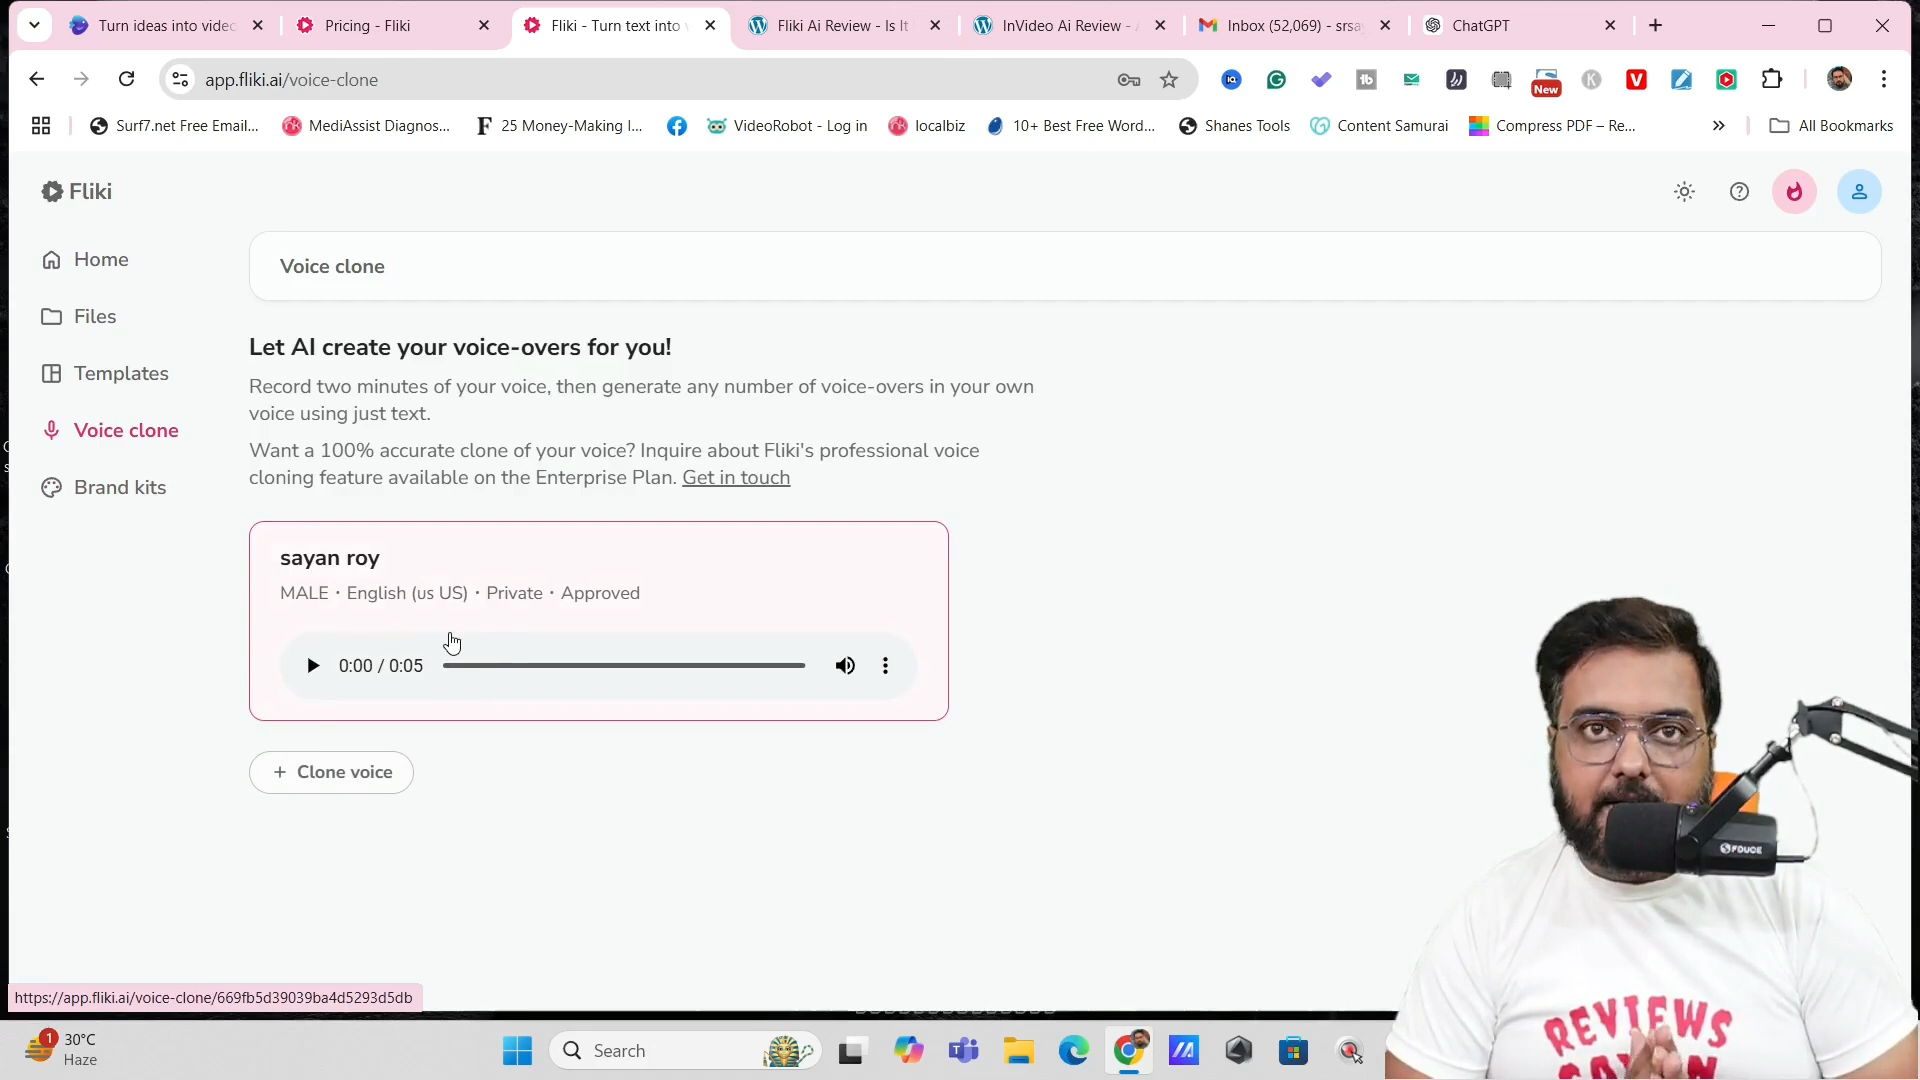 Turn ideas into videc
Pricing - Fliki
Fliki - Turn text into v
Fliki Ai Review - Is It
InVideo Ai Review - A
Inbox (52,069) - srsa
ChatGPT
app.fliki.ai/voice-clone
New
Surf7.net Free Email...
MediAssist Diagnos...
25 Money-Making I...
VideoRobot - Log in
localbiz
10+ Best Free Word...
Shanes Tools
Content Samurai
Compress PDF – Re...
All Bookmarks
Fliki
Home
Files
Templates
Voice clone
Brand kits
Voice clone
Let AI create your voice-overs for you!
Record two minutes of your voice, then generate any number of voice-overs in your own
voice using just text.
Want a 100% accurate clone of your voice? Inquire about Fliki's professional voice
cloning feature available on the Enterprise Plan. Get in touch
sayan roy
MALE • English (us US) • Private • Approved
0:00 / 0:05
+ Clone voice
FDUCE
REVIEWS
https://app.fliki.ai/voice-clone/669fb5d39039ba4d5293d5db
1
30°C
Haze
Search